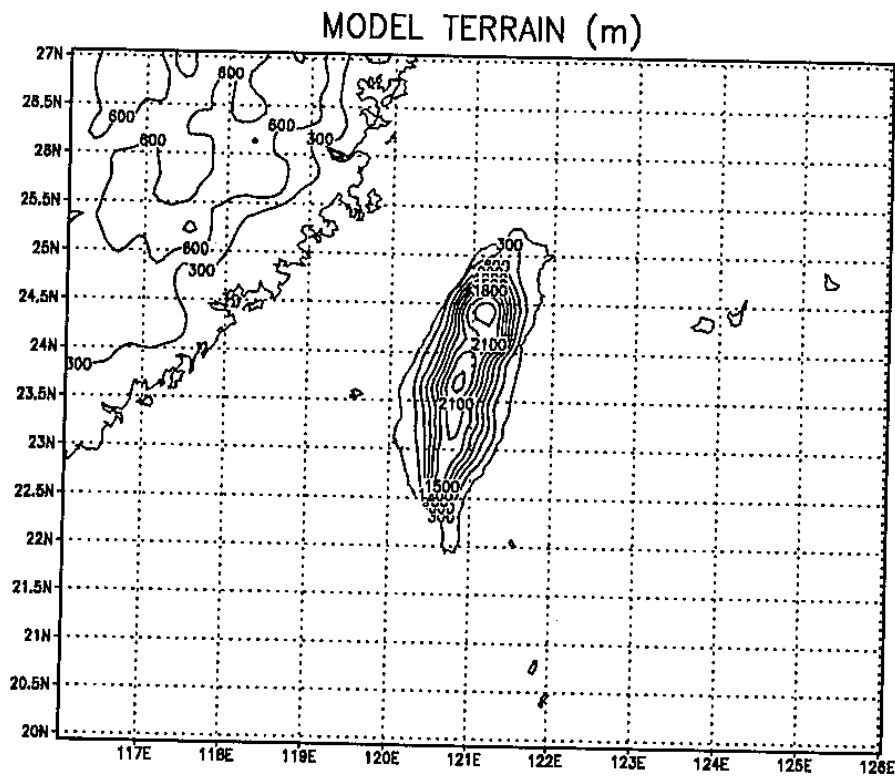 MODEL TERRAIN (m)
27N
26.5N
26N
25.5N
25N
24.5N
24N
23.5N
23N
22.5N
22N
21.5N
21N
20.5N
20N
600
600
600
600
300
600
300
300
300
1800
2100
2100
1500
300
117E
118E
119E
120E
121E
122E
123E
124E
125E
126E